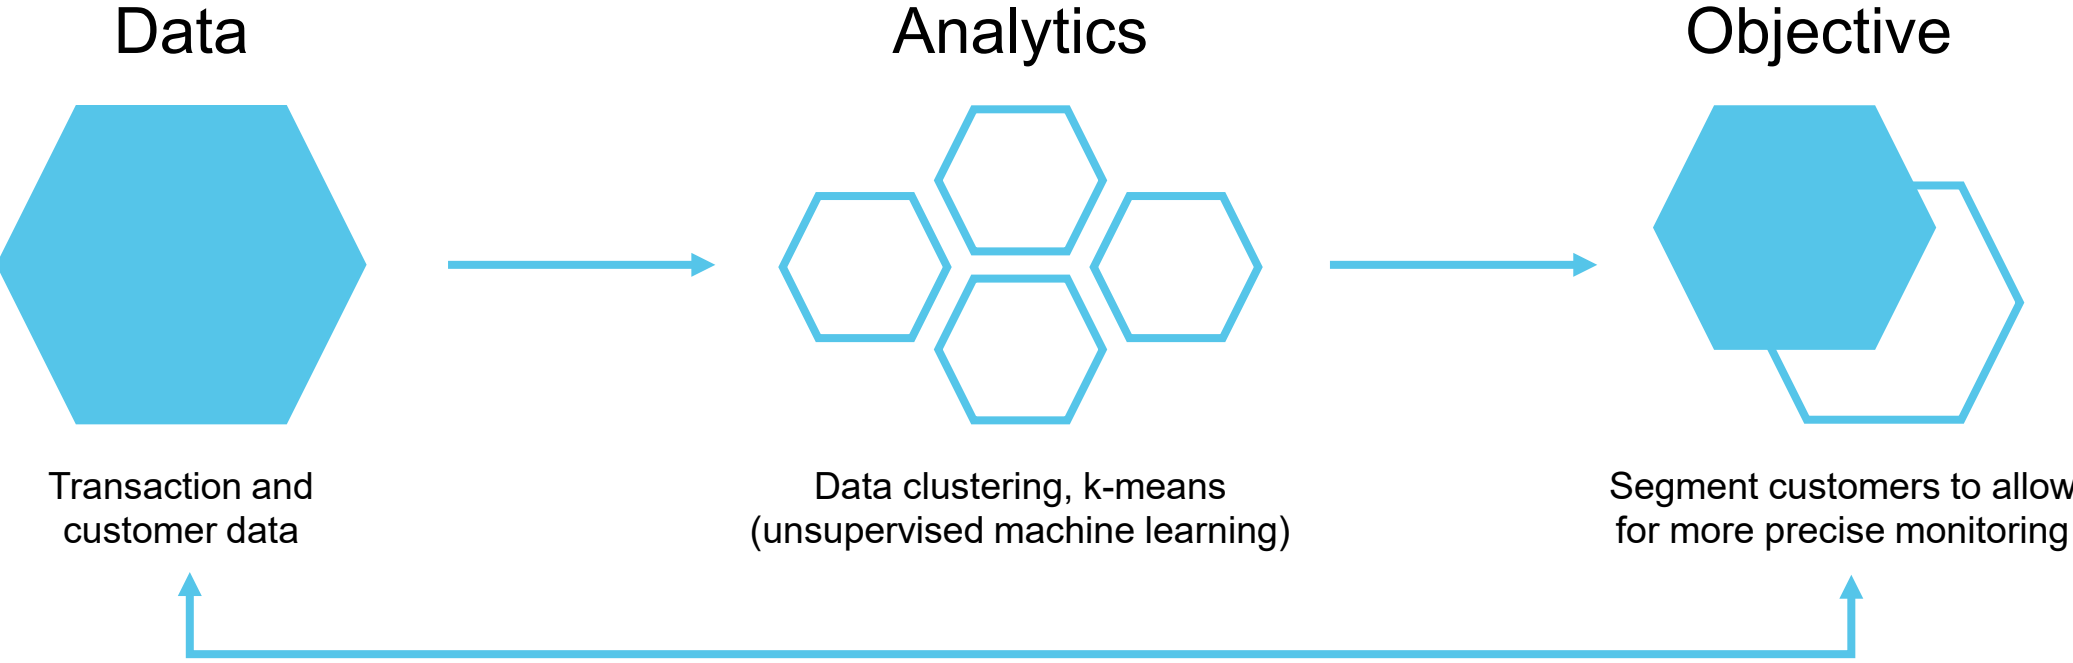 Data
Analytics
Objective
Transaction and
customer data
Data clustering, k-means
(unsupervised machine learning)
Segment customers to allow
for more precise monitoring